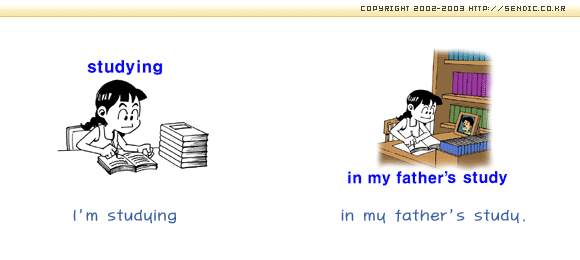 COPYRIGHT 2002-2003 HTTP://SENDIC.CO.KR
studying
in my father's study
I'm studying
in my father's study.